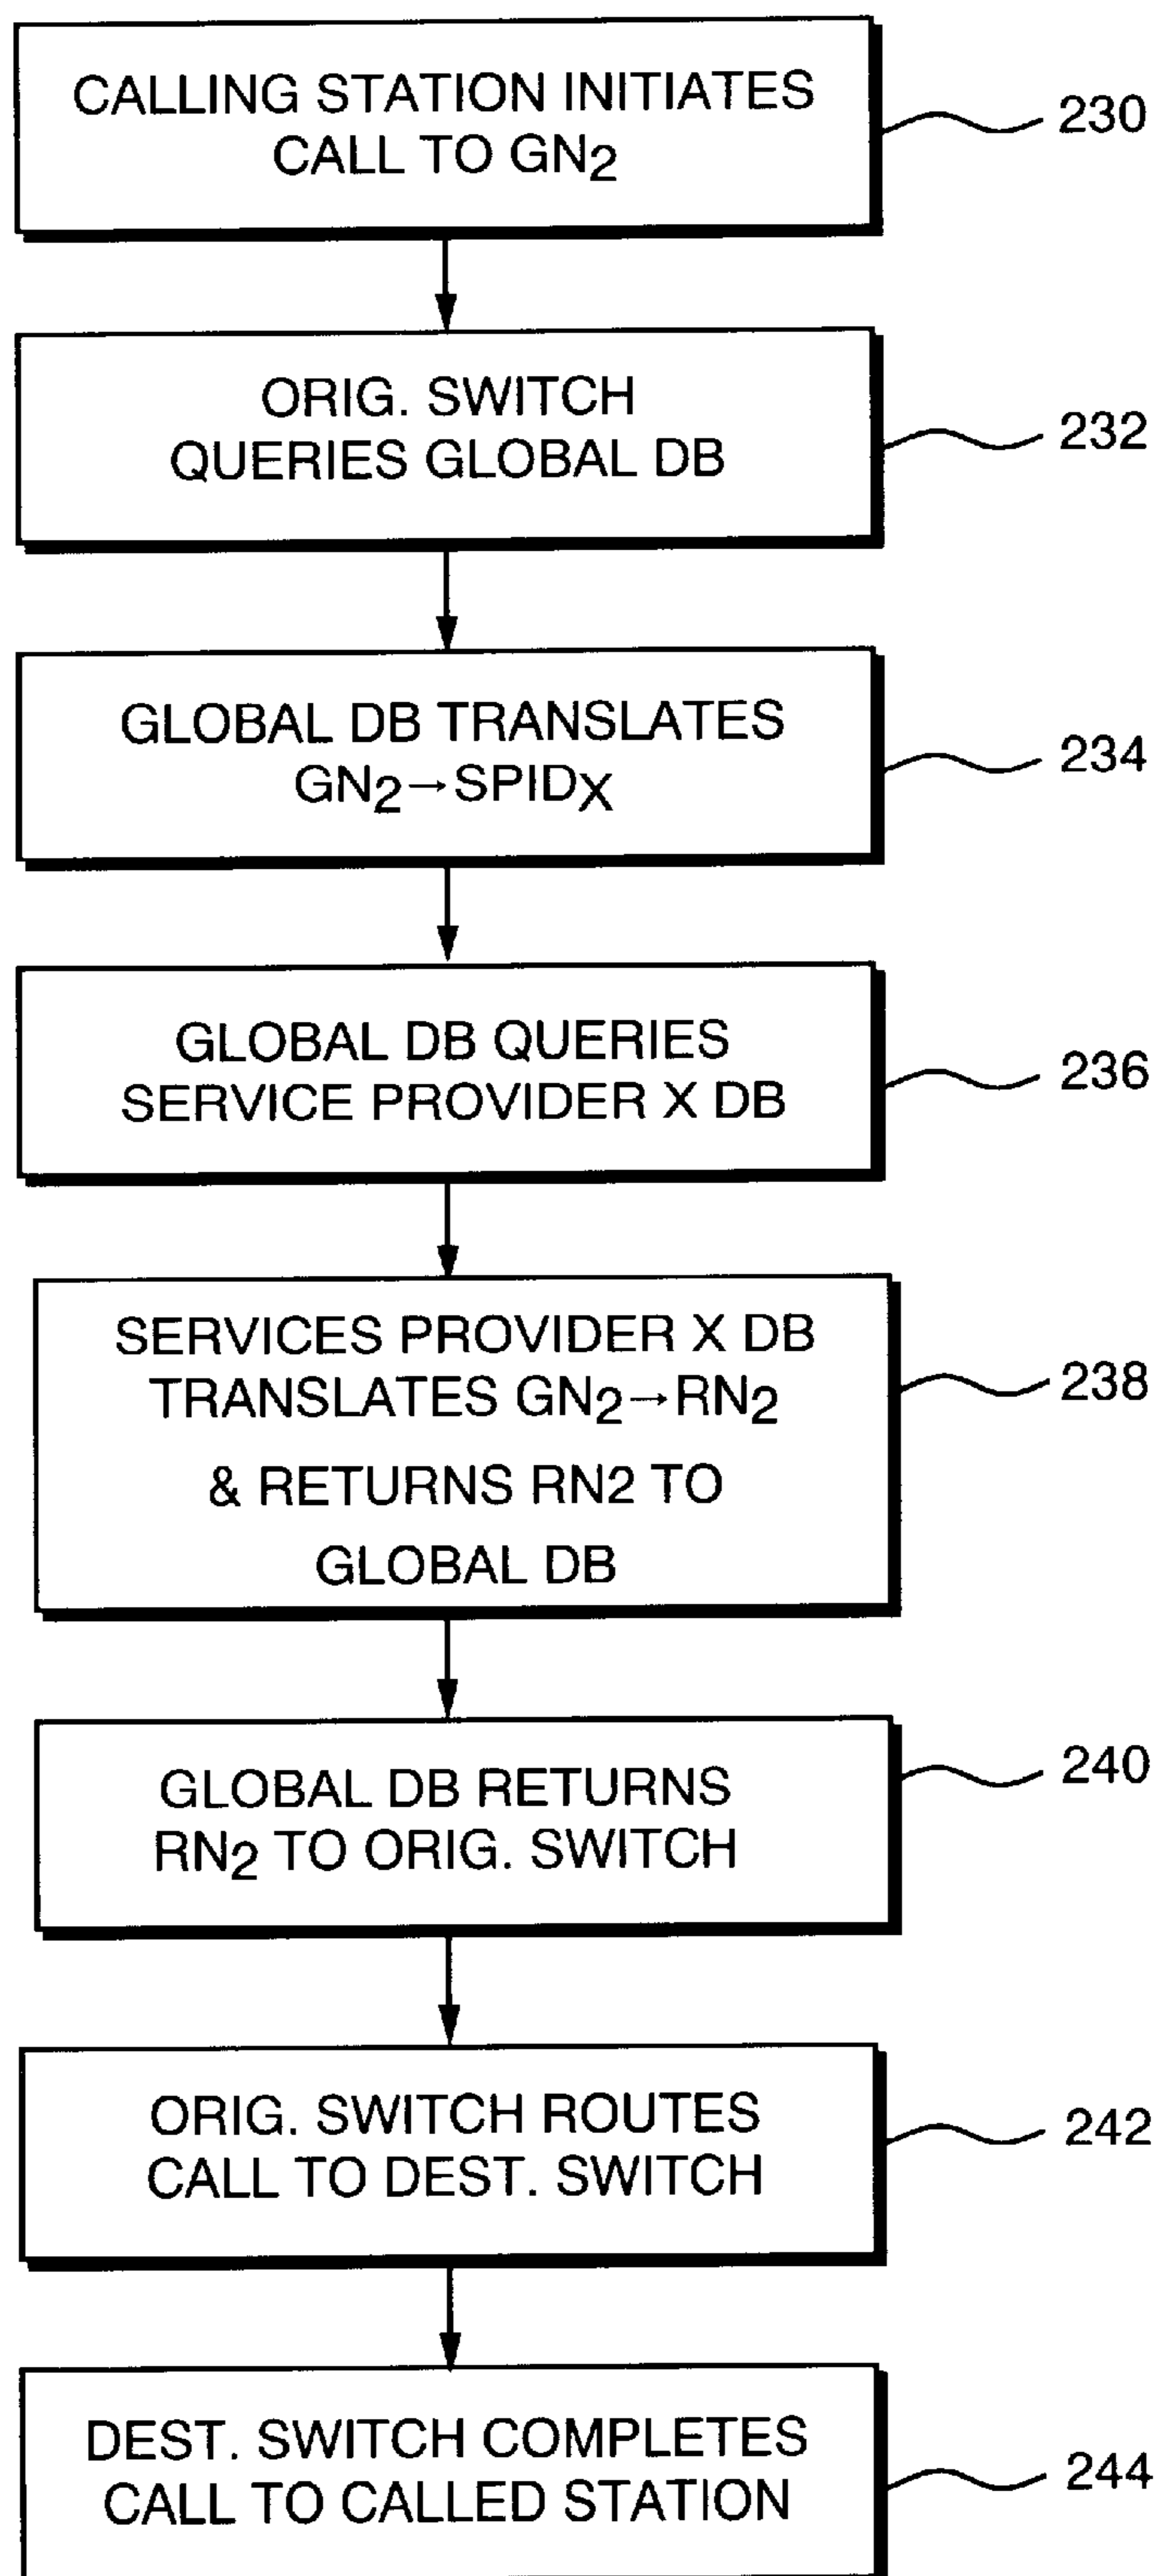 CALLING STATION INITIATES
CALL TO GN2
230
ORIG. SWITCH
QUERIES GLOBAL DB
232
GLOBAL DB TRANSLATES
GN2→SPIDX
234
GLOBAL DB QUERIES
SERVICE PROVIDER X DB
236
SERVICES PROVIDER X DB
TRANSLATES GN2→RN2
& RETURNS RN2 TO
GLOBAL DB
238
GLOBAL DB RETURNS
RN2 TO ORIG. SWITCH
240
ORIG. SWITCH ROUTES
CALL TO DEST. SWITCH
242
DEST. SWITCH COMPLETES
CALL TO CALLED STATION
244